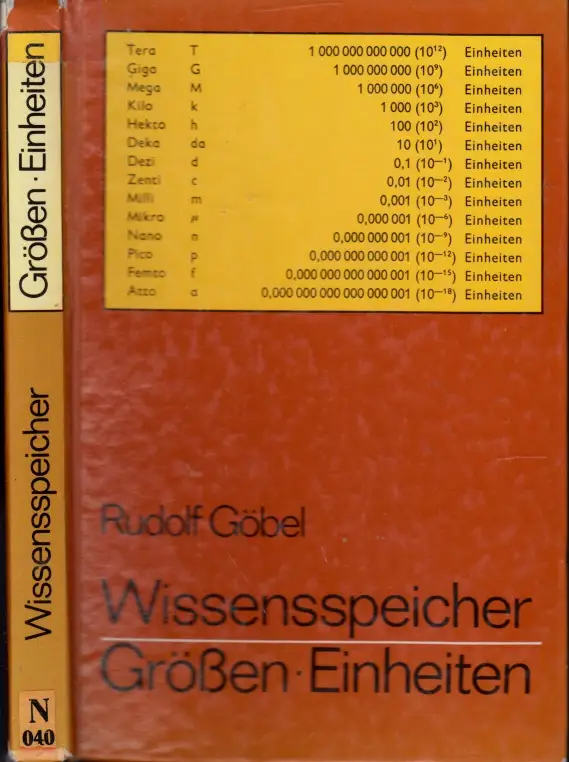 Größen · Einheiten
Wissensspeicher
N
040
Tera T 1 000 000 000 000 (10¹²) Einheiten
Giga G 1 000 000 000 (10⁹) Einheiten
Mega M 1 000 000 (10⁶) Einheiten
Kilo k 1 000 (10³) Einheiten
Hekto h 100 (10²) Einheiten
Deka da 10 (10¹) Einheiten
Dezi d 0,1 (10⁻¹) Einheiten
Zenti c 0,01 (10⁻²) Einheiten
Milli m 0,001 (10⁻³) Einheiten
Mikro µ 0,000 001 (10⁻⁶) Einheiten
Nano n 0,000 000 001 (10⁻⁹) Einheiten
Pico p 0,000 000 000 001 (10⁻¹²) Einheiten
Femto f 0,000 000 000 000 001 (10⁻¹⁵) Einheiten
Atto a 0,000 000 000 000 000 001 (10⁻¹⁸) Einheiten
Rudolf Göbel
Wissensspeicher
Größen · Einheiten